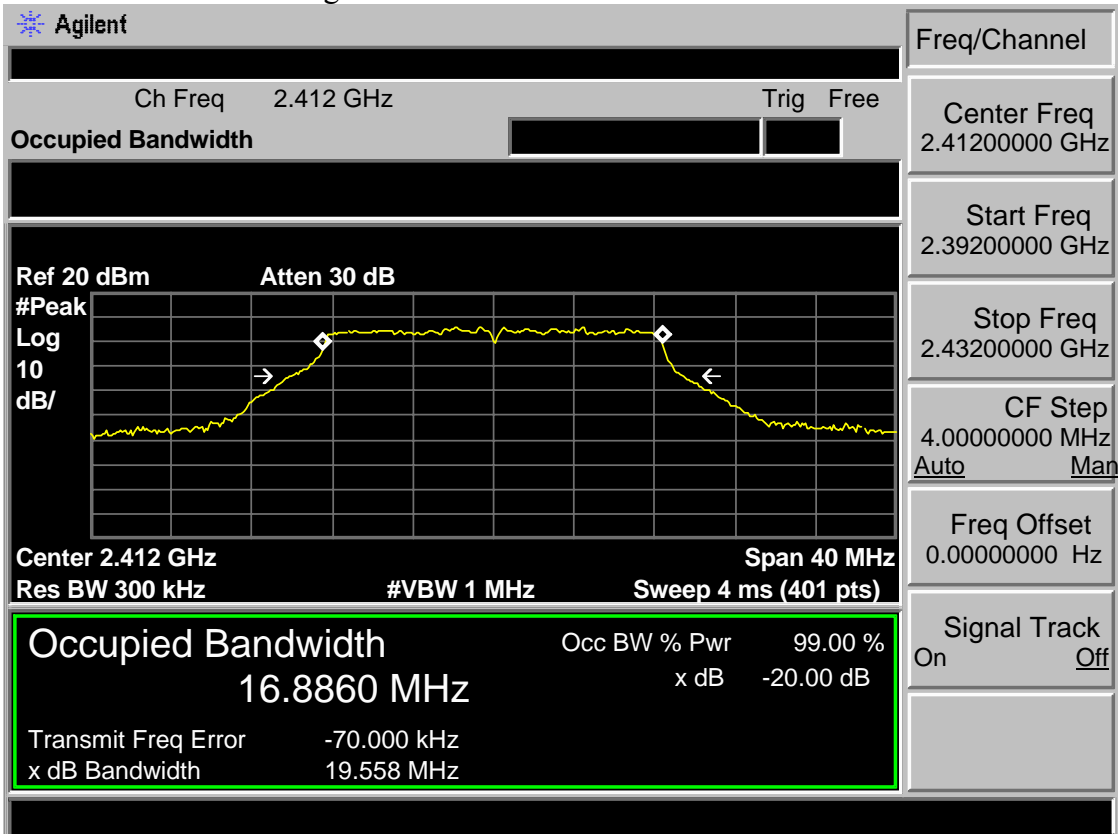 Agilent
Ch Freq 2.412 GHz Trig Free
Occupied Bandwidth
Ref 20 dBm Atten 30 dB
#Peak
Log
10
dB/
Center 2.412 GHz Span 40 MHz
Res BW 300 kHz #VBW 1 MHz Sweep 4 ms (401 pts)
Occupied Bandwidth
16.8860 MHz
Occ BW % Pwr 99.00 %
x dB -20.00 dB
Transmit Freq Error -70.000 kHz
x dB Bandwidth 19.558 MHz
Freq/Channel
Center Freq
2.41200000 GHz
Start Freq
2.39200000 GHz
Stop Freq
2.43200000 GHz
CF Step
4.00000000 MHz
Auto Man
Freq Offset
0.00000000 Hz
Signal Track
On Off